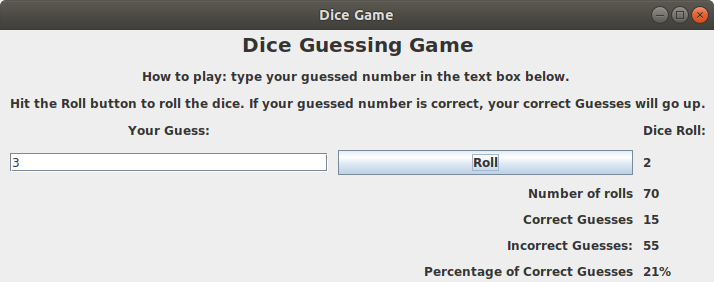 Dice Game
Dice Guessing Game
How to play: type your guessed number in the text box below.
Hit the Roll button to roll the dice. If your guessed number is correct, your correct Guesses will go up.
Your Guess: Dice Roll:
3 Roll 2
Number of rolls 70
Correct Guesses 15
Incorrect Guesses: 55
Percentage of Correct Guesses 21%